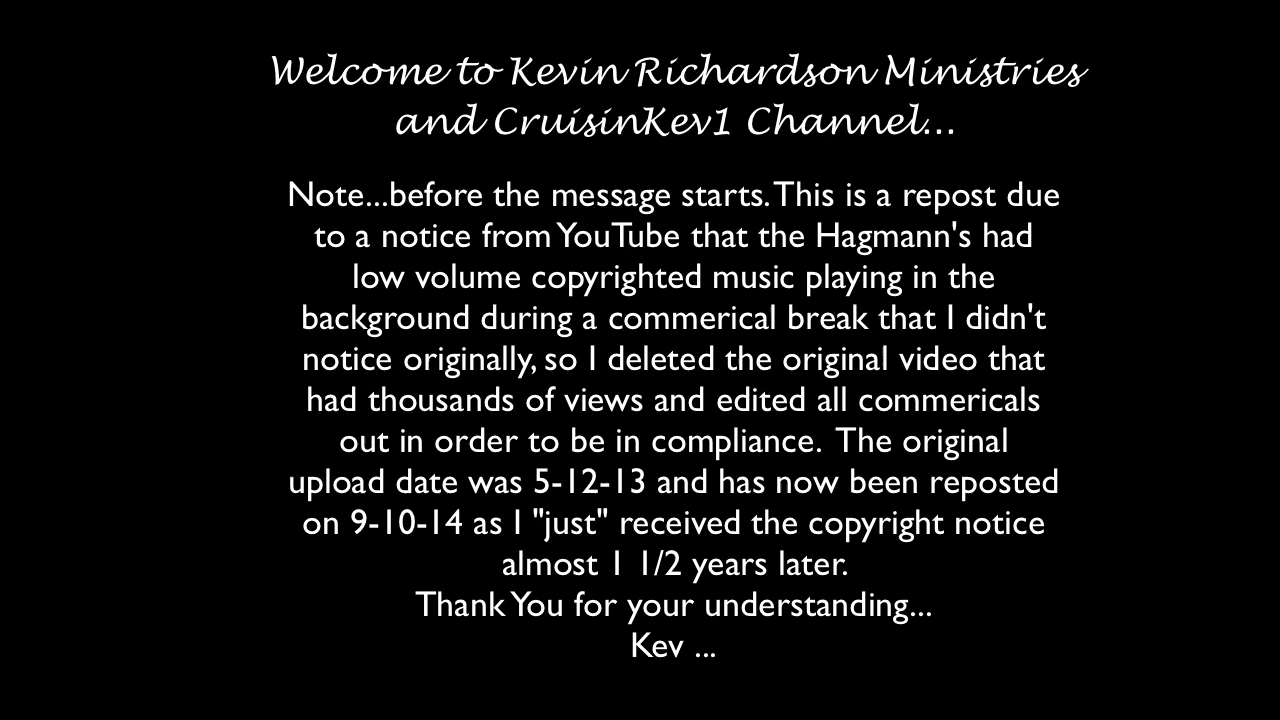 Welcome to Kevin Richardson Ministries
and CruisinKev1 Channel...
Note...before the message starts. This is a repost due
to a notice from YouTube that the Hagmann's had
low volume copyrighted music playing in the
background during a commerical break that I didn't
notice originally, so I deleted the original video that
had thousands of views and edited all commericals
out in order to be in compliance.  The original
upload date was 5-12-13 and has now been reposted
on 9-10-14 as I "just" received the copyright notice
almost 1 1/2 years later.
Thank You for your understanding...
Kev ...